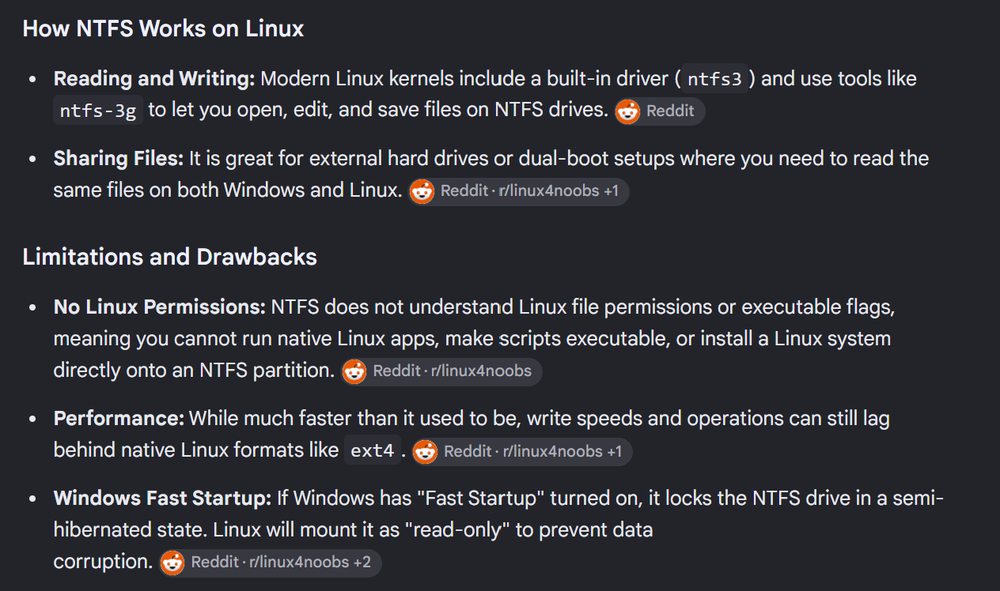 How NTFS Works on Linux
• Reading and Writing: Modern Linux kernels include a built-in driver ( ntfs3 ) and use tools like
ntfs-3g to let you open, edit, and save files on NTFS drives. Reddit
• Sharing Files: It is great for external hard drives or dual-boot setups where you need to read the
same files on both Windows and Linux. Reddit · r/linux4noobs +1
Limitations and Drawbacks
• No Linux Permissions: NTFS does not understand Linux file permissions or executable flags,
meaning you cannot run native Linux apps, make scripts executable, or install a Linux system
directly onto an NTFS partition. Reddit · r/linux4noobs
• Performance: While much faster than it used to be, write speeds and operations can still lag
behind native Linux formats like ext4 . Reddit · r/linux4noobs +1
• Windows Fast Startup: If Windows has "Fast Startup" turned on, it locks the NTFS drive in a semi-
hibernated state. Linux will mount it as "read-only" to prevent data
corruption. Reddit · r/linux4noobs +2